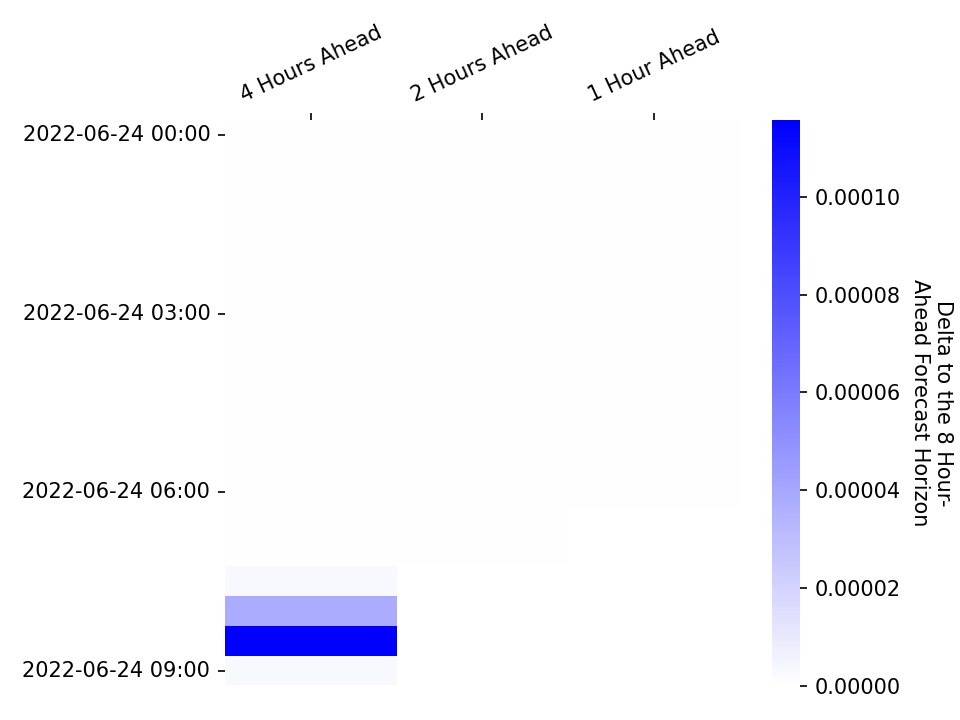 4 Hours Ahead
2 Hours Ahead
1 Hour Ahead
2022-06-24 00:00
2022-06-24 03:00
2022-06-24 06:00
2022-06-24 09:00
0.00010
0.00008
0.00006
0.00004
0.00002
0.00000
Delta to the 8 Hour-
Ahead Forecast Horizon